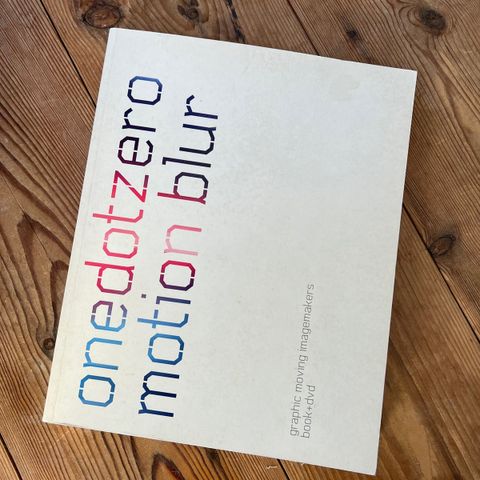 onedotzero
motion blur
graphic moving imagemakers
book+dvd